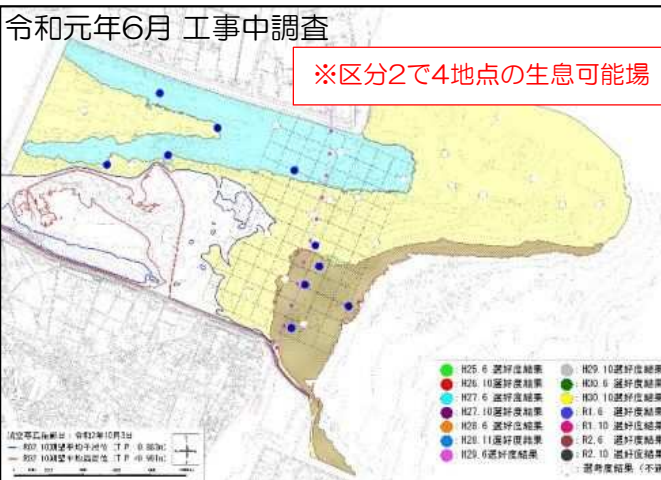 令和元年6月 工事中調査
※区分2で4地点の生息可能場
H25.6 選好度結果
H26.10選好度結果
H27.6 選好度結果
H27.10選好度結果
H28.6 選好度結果
H28.11選好度結果
H29.6選好度結果
H29.10選好度結果
H30.6 選好度結果
H30.10選好度結果
R1.6 選好度結果
R1.10 選好度結果
R2.6 選好度結果
R2.10 選好度結果